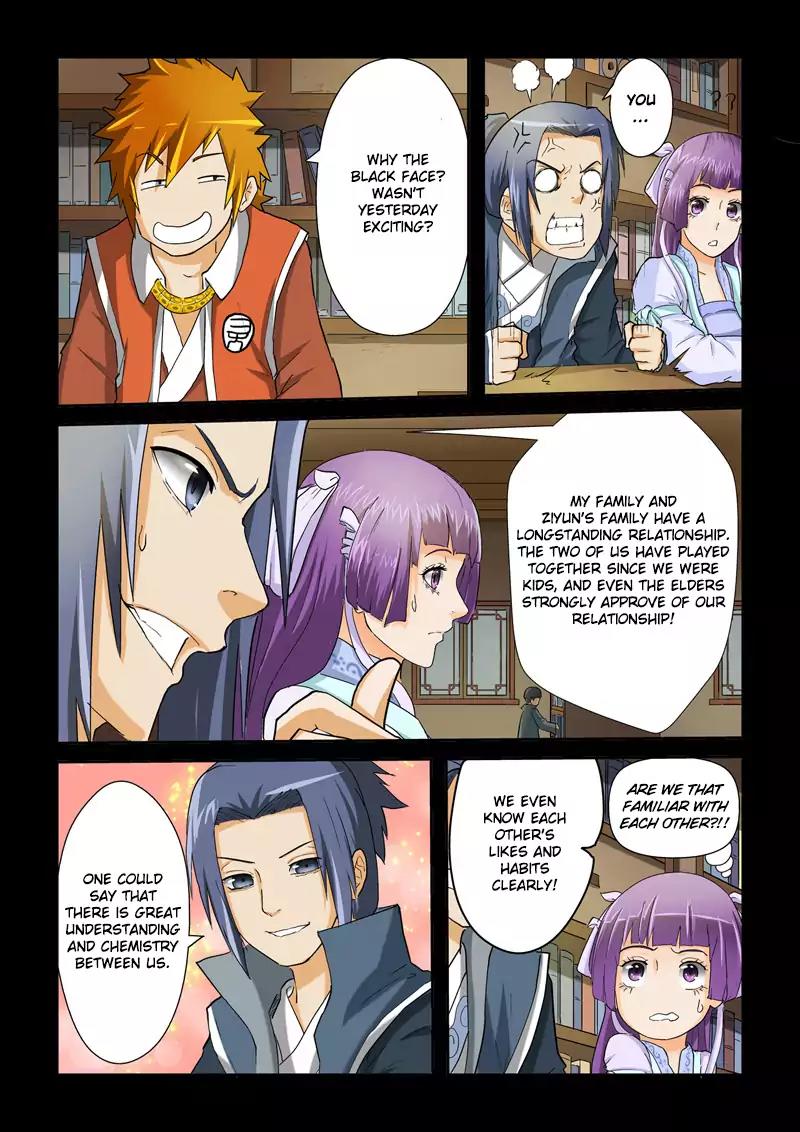 WHY THE
BLACK FACE?
WASN'T
YESTERDAY
EXCITING?
YOU
...
MY FAMILY AND
ZIYUN'S FAMILY HAVE A
LONGSTANDING RELATIONSHIP.
THE TWO OF US HAVE PLAYED
TOGETHER SINCE WE WERE
KIDS, AND EVEN THE ELDERS
STRONGLY APPROVE OF OUR
RELATIONSHIP!
ONE COULD
SAY THAT
THERE IS GREAT
UNDERSTANDING
AND CHEMISTRY
BETWEEN US.
WE EVEN
KNOW EACH
OTHER'S
LIKES AND
HABITS
CLEARLY!
ARE WE THAT
FAMILIAR WITH
EACH OTHER?!!